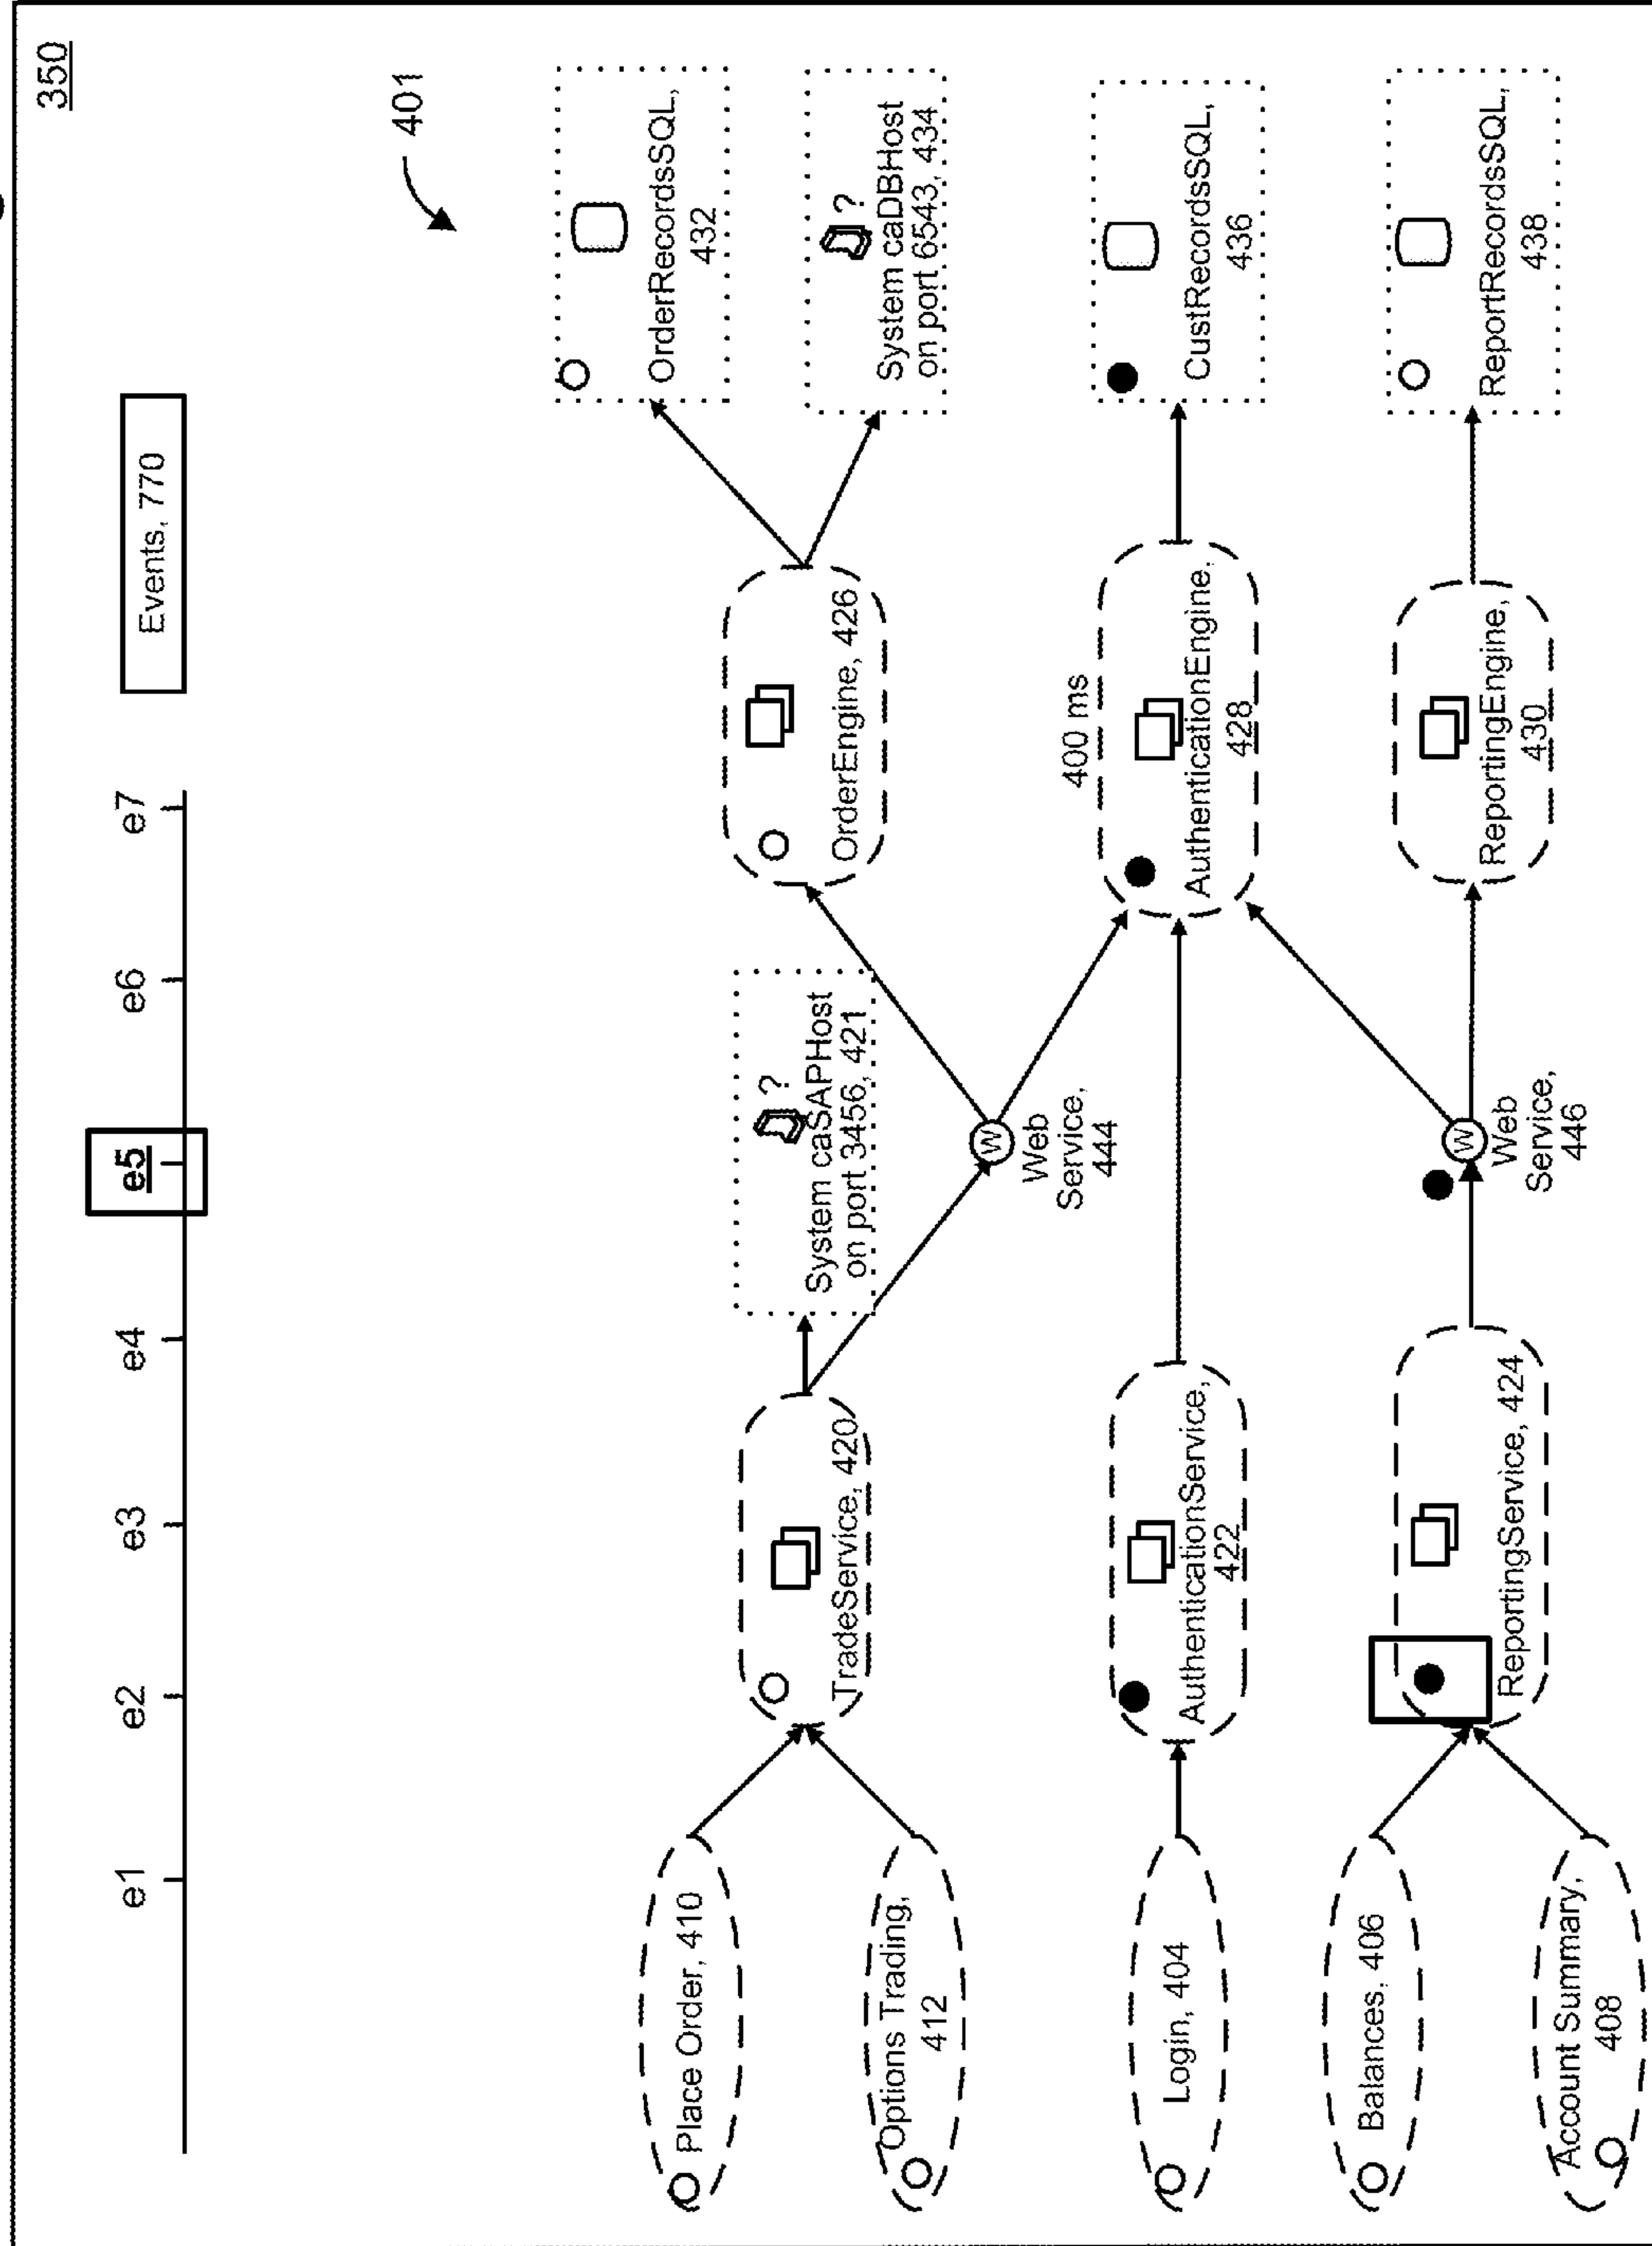 350
e1
e2
e3
e4
e5
e6
e7
Events, 770
401
Place Order, 410
Options Trading,
412
Login, 404
Balances, 406
Account Summary,
408
TradeService, 420
AuthenticationService,
422
ReportingService, 424
?
System caSAPHost
on port 3456, 421
W
Web
Service,
444
W
Web
Service,
446
OrderEngine, 426
400 ms
AuthenticationEngine,
428
ReportingEngine,
430
OrderRecordsSQL,
432
?
System caDBHost
on port 6543, 434
CustRecordsSQL,
436
ReportRecordsSQL,
438